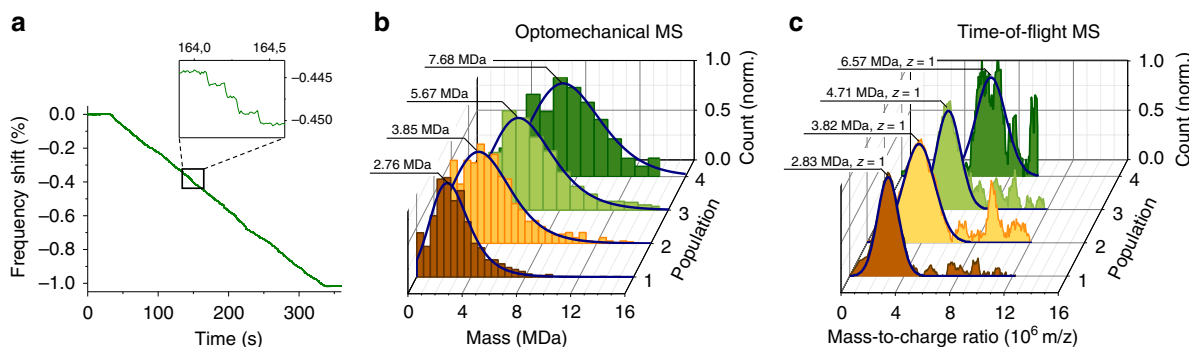 a
164,0 164,5
−0.445
−0.450
0.0
−0.2
−0.4
−0.6
−0.8
−1.0
Frequency shift (%)
0 100 200 300
Time (s)
b
Optomechanical MS
7.68 MDa
5.67 MDa
3.85 MDa
2.76 MDa
1.0
0.5
0.0
Count (norm.)
4
3
2
1
Population
0 4 8 12 16
Mass (MDa)
c
Time-of-flight MS
6.57 MDa, z = 1
4.71 MDa, z = 1
3.82 MDa, z = 1
2.83 MDa, z = 1
1.0
0.5
0.0
Count (norm.)
4
3
2
1
Population
0 4 8 12 16
Mass-to-charge ratio (10⁶ m/z)